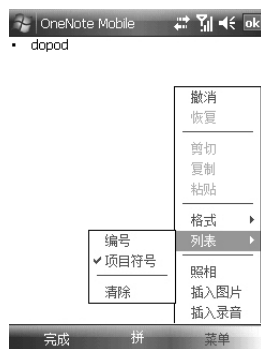 OneNote Mobile ok
dopod
撤消
恢复
剪切
复制
粘贴
格式
列表
编号
项目符号
清除
照相
插入图片
插入录音
完成 拼 菜单